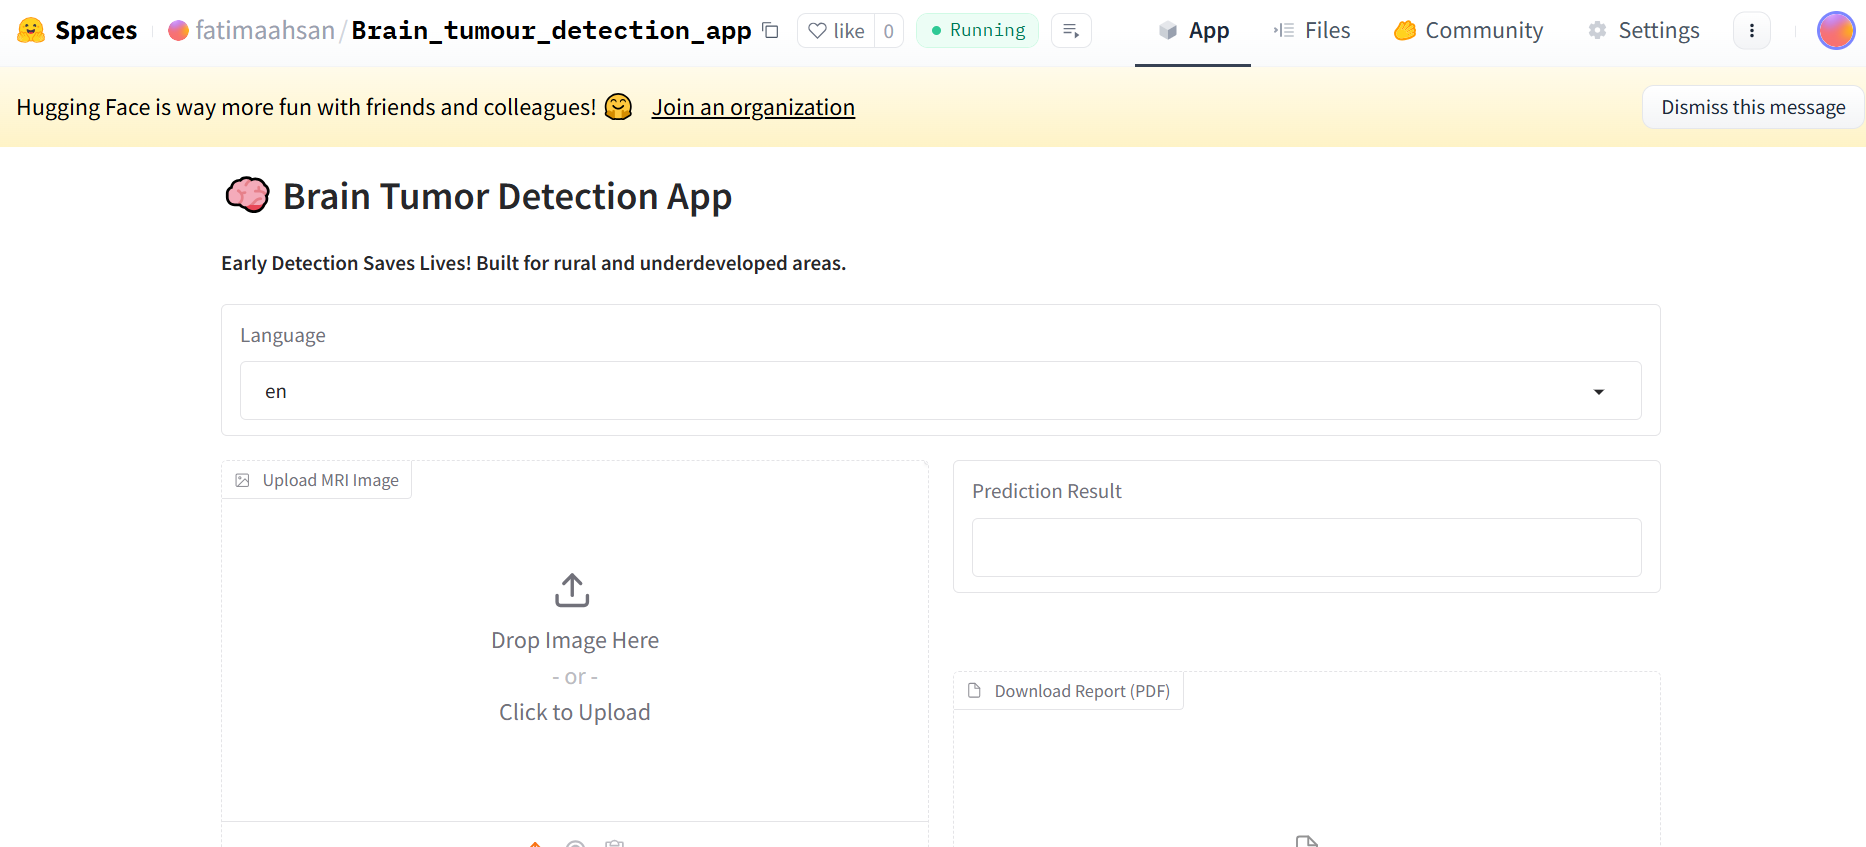 Spaces fatimaahsan/Brain_tumour_detection_app like 0 Running App Files Community Settings
Hugging Face is way more fun with friends and colleagues! 🤗 Join an organization Dismiss this message
🧠 Brain Tumor Detection App
Early Detection Saves Lives! Built for rural and underdeveloped areas.
Language
en
Upload MRI Image
Drop Image Here
- or -
Click to Upload
Prediction Result
Download Report (PDF)